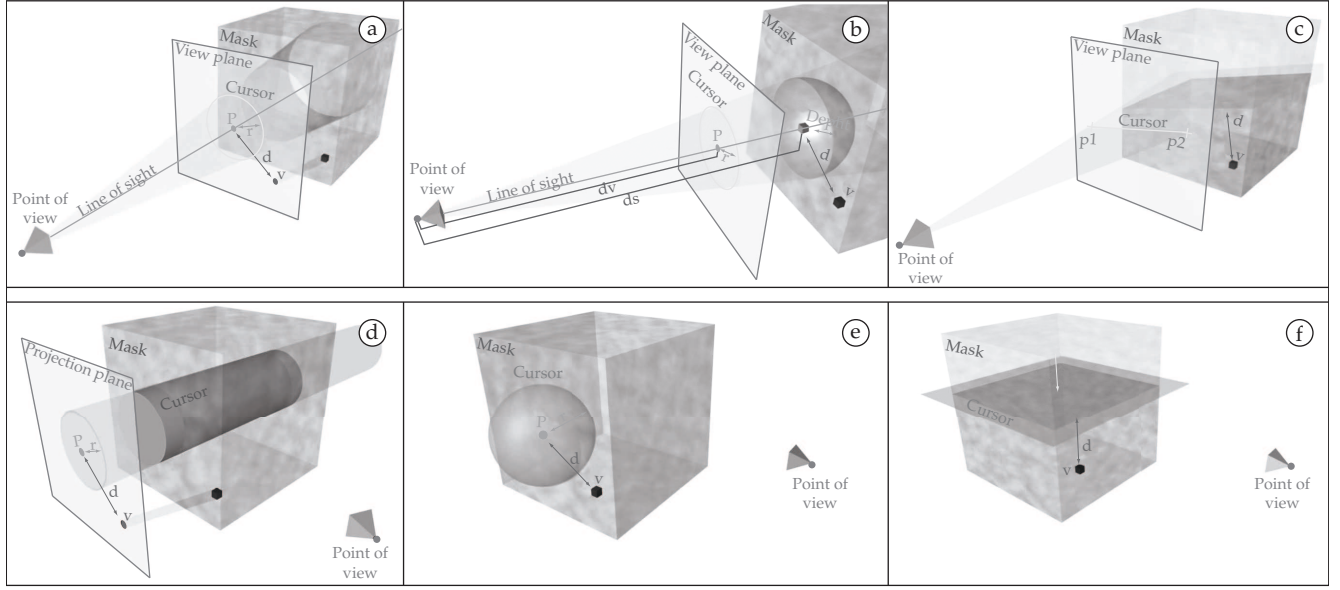 a
Mask
View plane
Cursor
P
r
d
v
Line of sight
Point of
view
b
Mask
View plane
Cursor
P
r
d
v
Line of sight
dv
ds
Point of
view
c
Mask
View plane
Cursor
p1
p2
d
v
Point of
view
d
Mask
Projection plane
Cursor
P
r
d
v
Point of
view
e
Mask
Cursor
P
d
v
Point of
view
f
Mask
Cursor
d
v
Point of
view